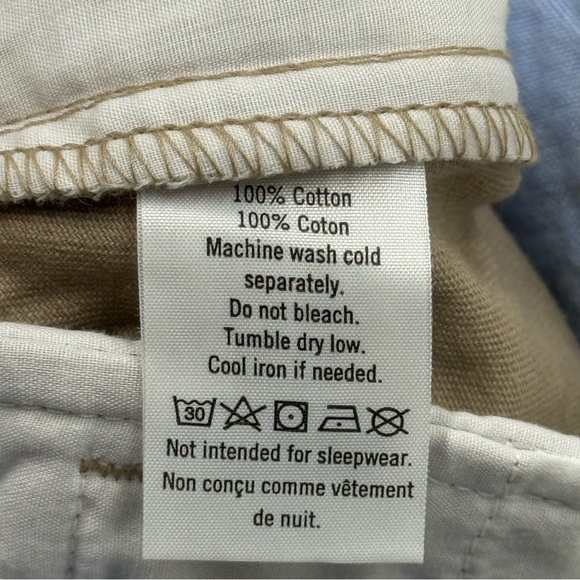 100% Cotton
100% Coton
Machine wash cold
separately.
Do not bleach.
Tumble dry low.
Cool iron if needed.
30
Not intended for sleepwear.
Non conçu comme vêtement
de nuit.